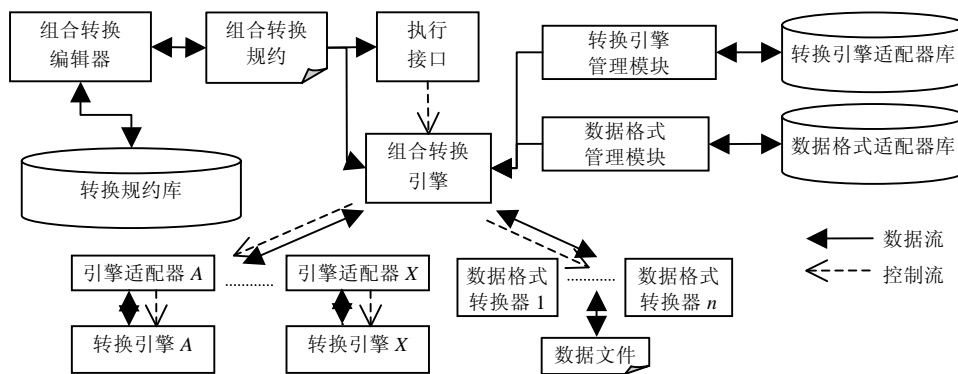 组合转换
编辑器
组合转换
规约
执行
接口
转换引擎
管理模块
转换引擎适配器库
数据格式
管理模块
数据格式适配器库
转换规约库
组合转换
引擎
数据流
控制流
引擎适配器 A
............
引擎适配器 X
数据格式
转换器 1
............
数据格式
转换器 n
转换引擎 A
转换引擎 X
数据文件